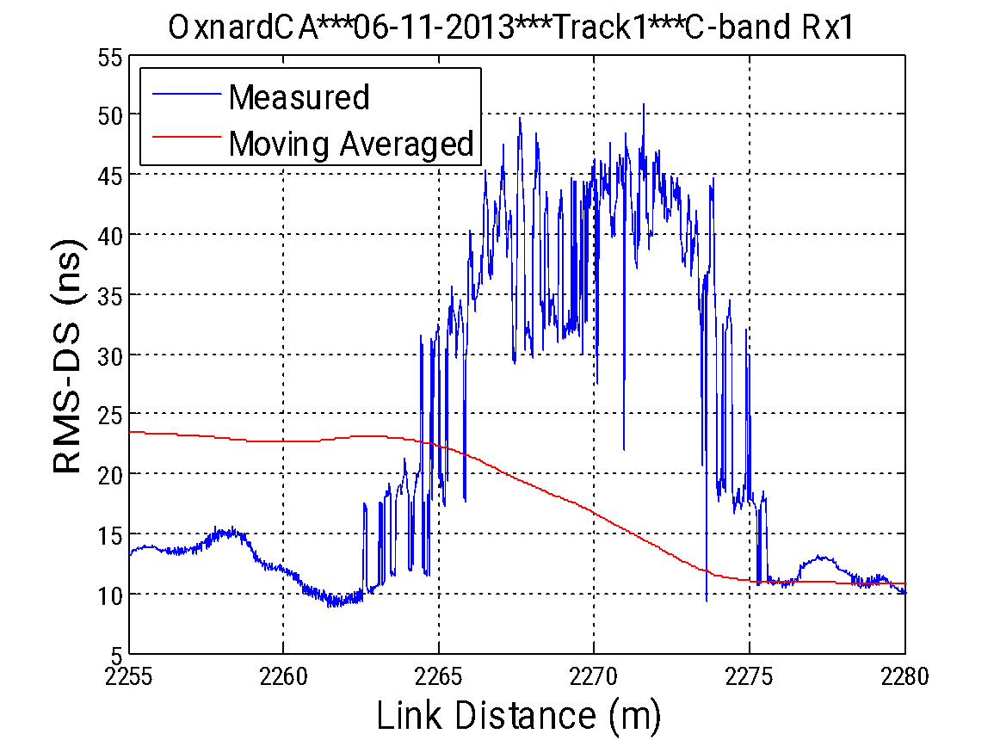 OxnardCA***06-11-2013***Track1***C-band Rx1
Measured
Moving Averaged
RMS-DS (ns)
55
50
45
40
35
30
25
20
15
10
5
2255 2260 2265 2270 2275 2280
Link Distance (m)